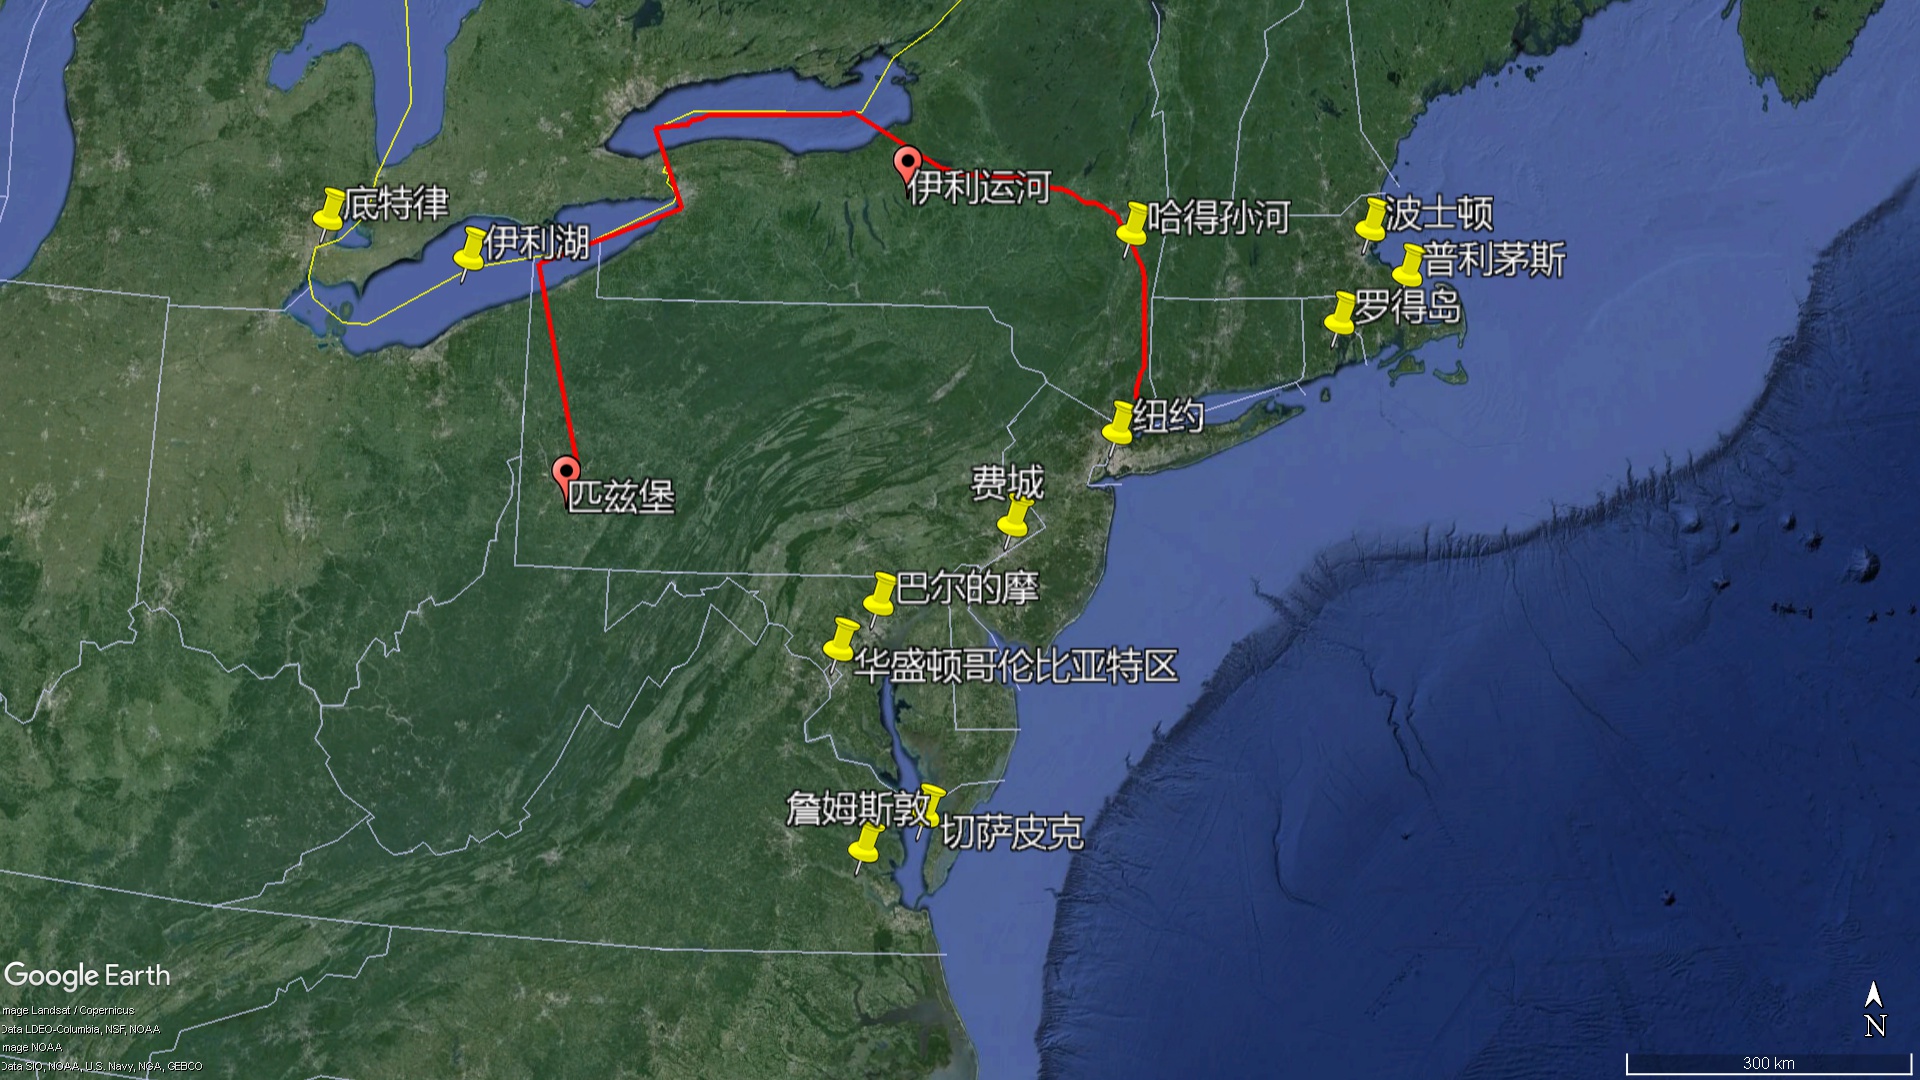 伊利运河
底特律
哈得孙河
波士顿
伊利湖
普利茅斯
罗得岛
纽约
费城
匹兹堡
巴尔的摩
华盛顿哥伦比亚特区
詹姆斯敦
切萨皮克
Google Earth
mage Landsat / Copernicus
Data LDEO-Columbia, NSF, NOAA
mage NOAA
Data SIO, NOAA, U.S. Navy, NGA, GEBCO
N
300 km